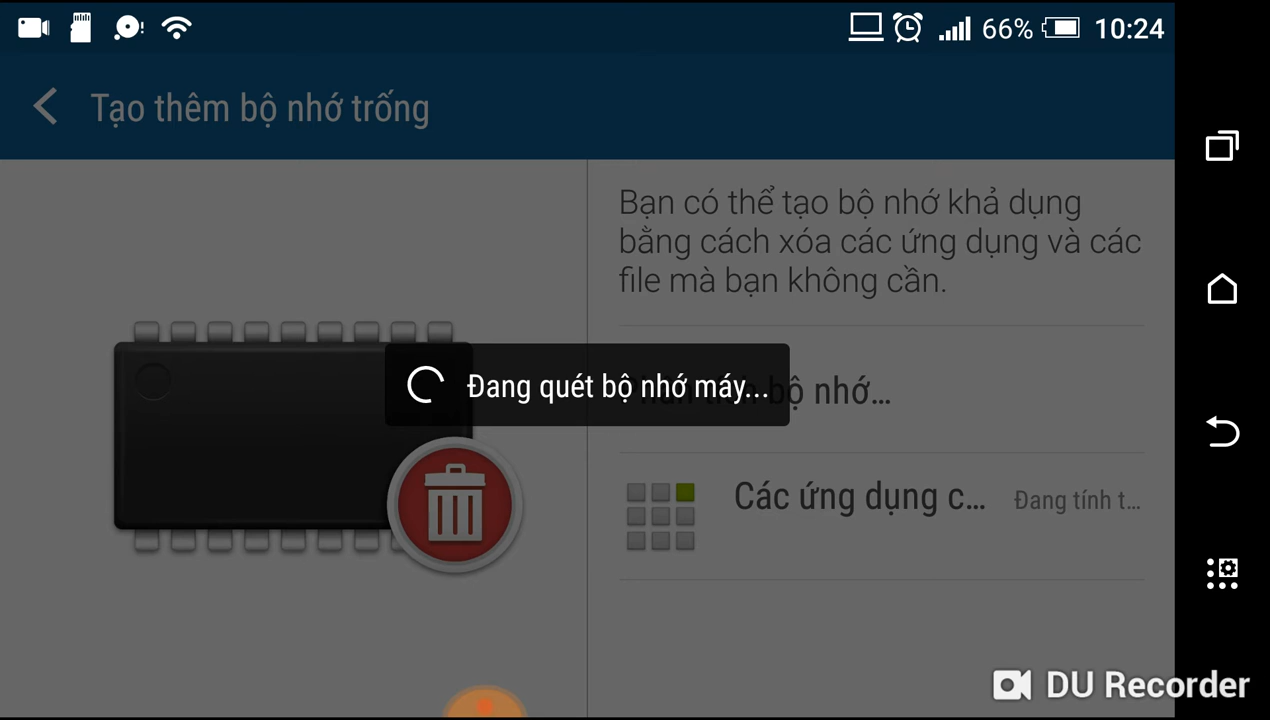 66% 10:24
Tạo thêm bộ nhớ trống
Bạn có thể tạo bộ nhớ khả dụng
bằng cách xóa các ứng dụng và các
file mà bạn không cần.
Đang quét bộ nhớ máy...
bộ nhớ...
Các ứng dụng c...
Đang tính t...
DU Recorder